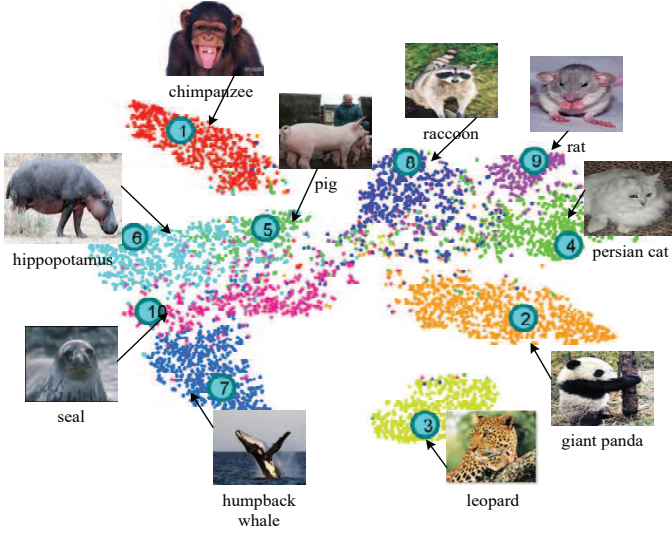 chimpanzee
1
pig
raccoon
8
rat
9
hippopotamus
6
5
persian cat
4
10
2
seal
7
3
giant panda
humpback
whale
leopard